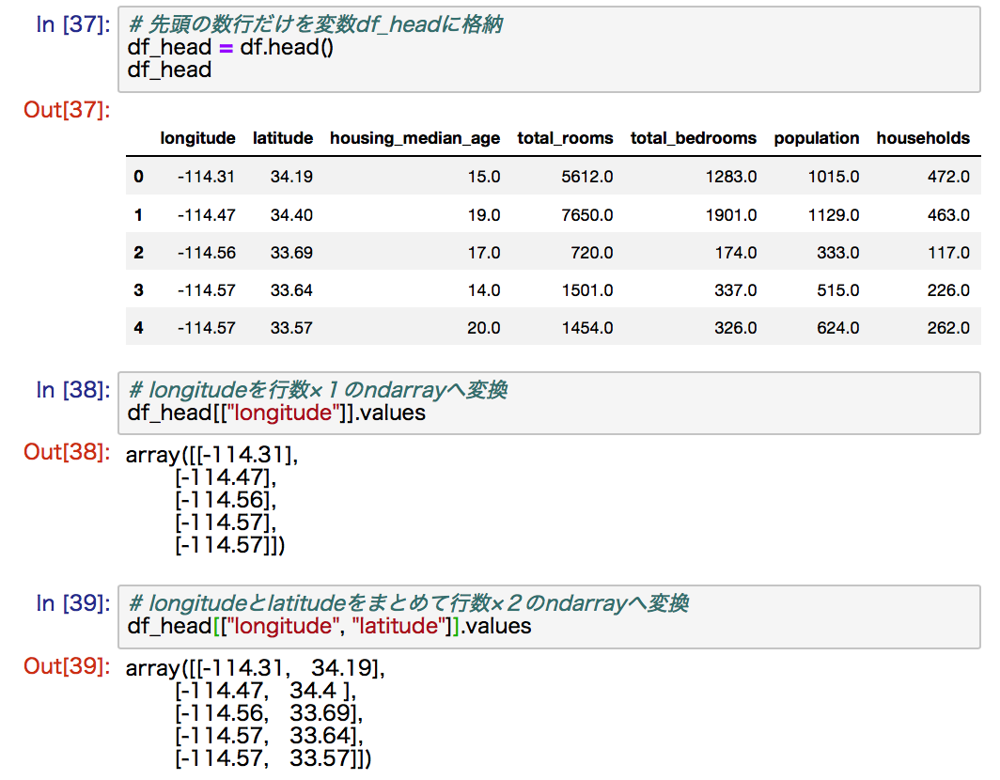 In [37]:
# 先頭の数行だけを変数df_headに格納
df_head = df.head()
df_head
Out[37]:
longitude latitude housing_median_age total_rooms total_bedrooms population households
0 -114.31 34.19 15.0 5612.0 1283.0 1015.0 472.0
1 -114.47 34.40 19.0 7650.0 1901.0 1129.0 463.0
2 -114.56 33.69 17.0 720.0 174.0 333.0 117.0
3 -114.57 33.64 14.0 1501.0 337.0 515.0 226.0
4 -114.57 33.57 20.0 1454.0 326.0 624.0 262.0
In [38]:
# longitudeを行数×１のndarrayへ変換
df_head[["longitude"]].values
Out[38]:
array([[-114.31],
[-114.47],
[-114.56],
[-114.57],
[-114.57]])
In [39]:
# longitudeとlatitudeをまとめて行数×２のndarrayへ変換
df_head[["longitude", "latitude"]].values
Out[39]:
array([[-114.31, 34.19],
[-114.47, 34.4 ],
[-114.56, 33.69],
[-114.57, 33.64],
[-114.57, 33.57]])